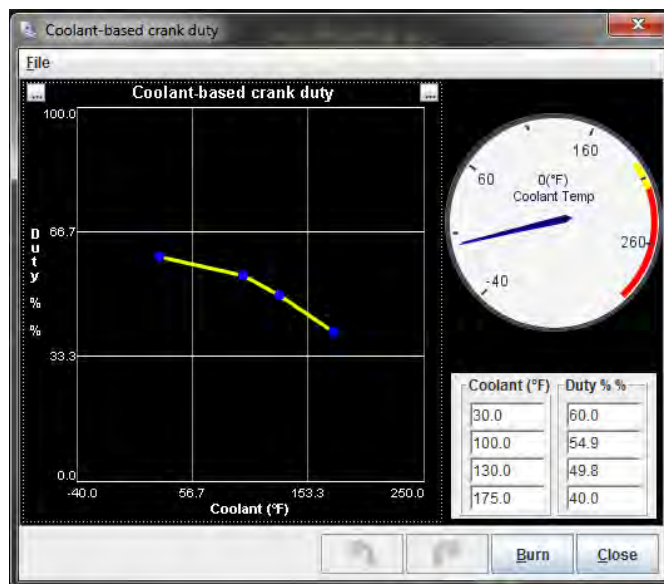 Coolant-based crank duty
File
... Coolant-based crank duty ...
100.0
66.7
33.3
0.0
Duty % %
-40.0 56.7 153.3 250.0
Coolant (°F)
160
60
0(°F)
Coolant Temp
260
-40
Coolant (°F) Duty % %
30.0 60.0
100.0 54.9
130.0 49.8
175.0 40.0
Burn Close